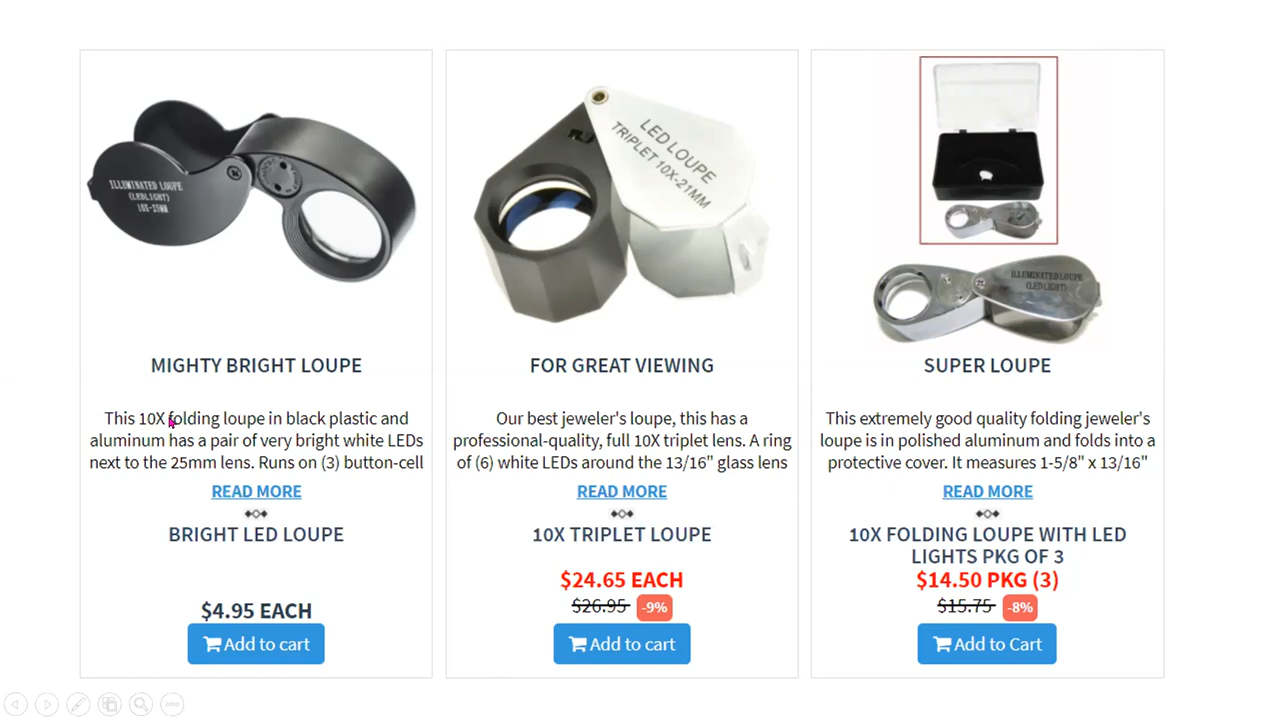 ILLUMINATED LOUPE
(LED LIGHT)
10X-25MM
MIGHTY BRIGHT LOUPE
This 10X folding loupe in black plastic and
aluminum has a pair of very bright white LEDs
next to the 25mm lens. Runs on (3) button-cell
READ MORE
BRIGHT LED LOUPE
$4.95 EACH
Add to cart
LED LOUPE
TRIPLET 10X-21MM
FOR GREAT VIEWING
Our best jeweler's loupe, this has a
professional-quality, full 10X triplet lens. A ring
of (6) white LEDs around the 13/16" glass lens
READ MORE
10X TRIPLET LOUPE
$24.65 EACH
$26.95 -9%
Add to cart
ILLUMINATED LOUPE
(LED LIGHT)
SUPER LOUPE
This extremely good quality folding jeweler's
loupe is in polished aluminum and folds into a
protective cover. It measures 1-5/8" x 13/16"
READ MORE
10X FOLDING LOUPE WITH LED
LIGHTS PKG OF 3
$14.50 PKG (3)
$15.75 -8%
Add to Cart